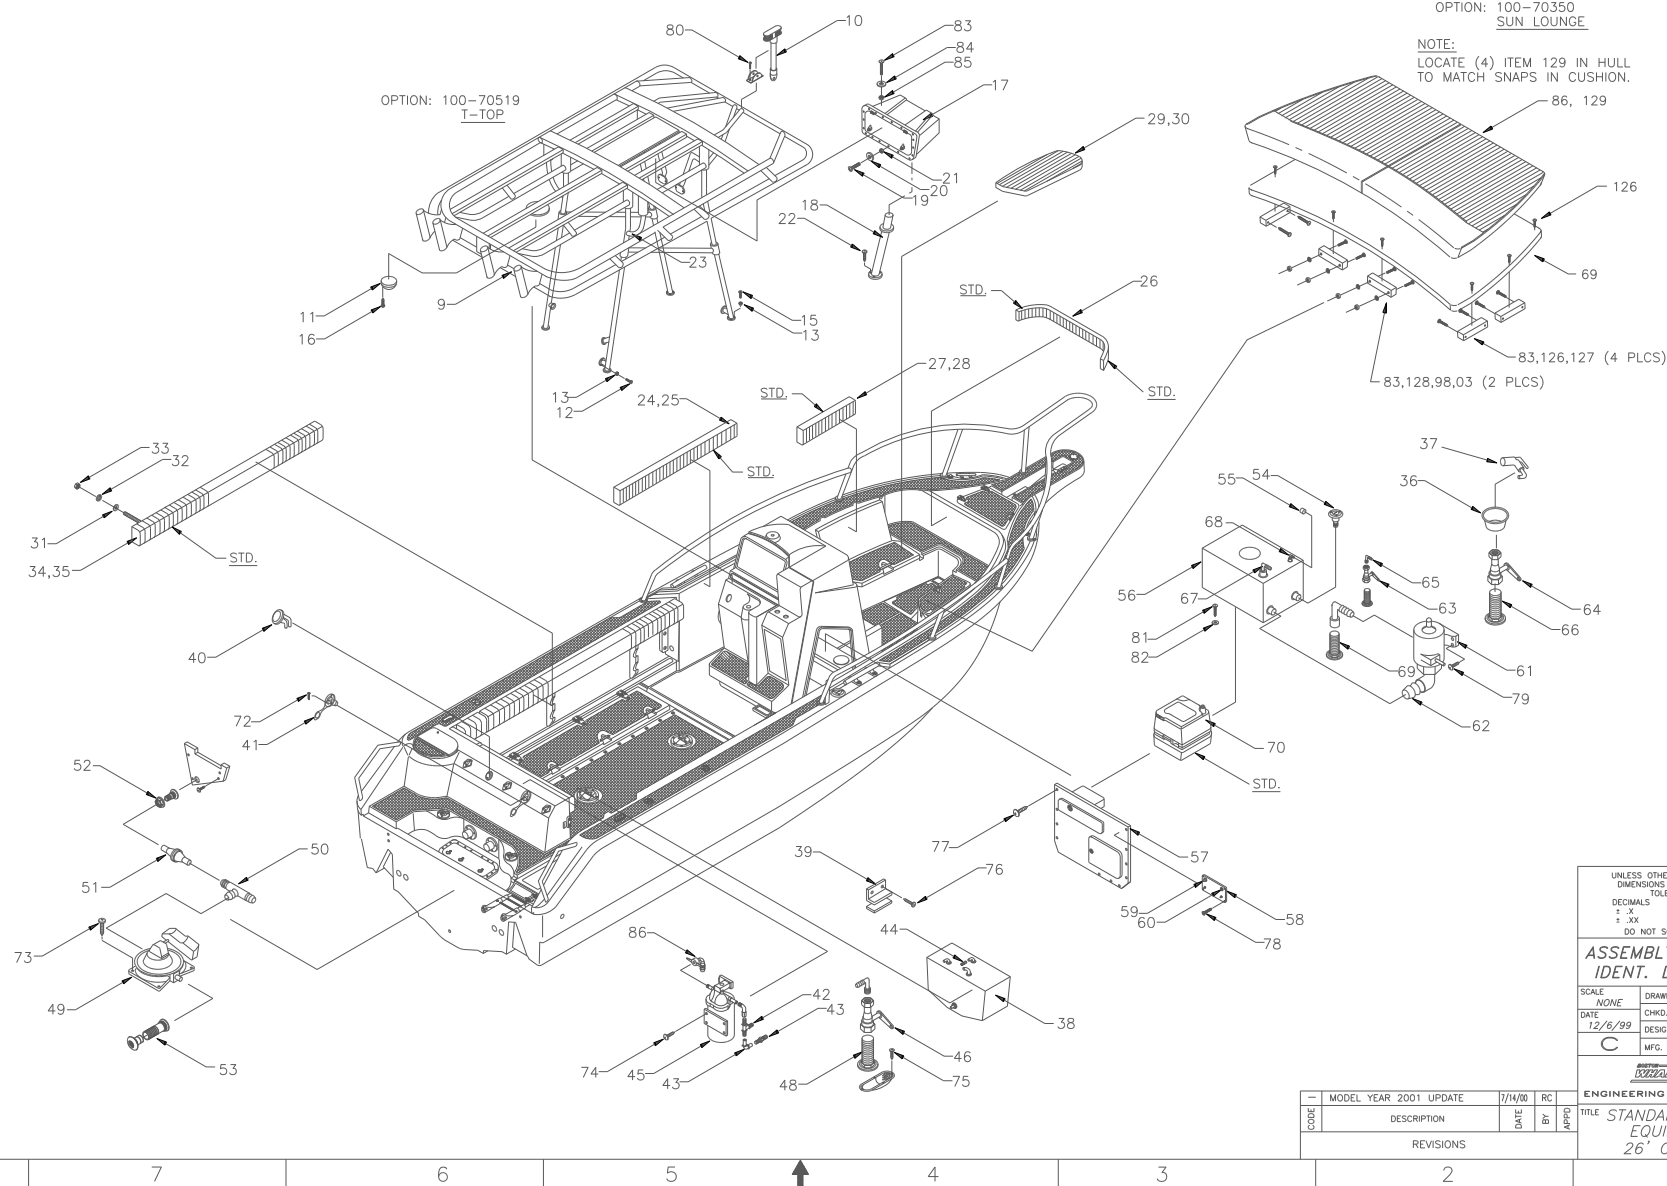 OPTION: 100-70350
SUN LOUNGE
NOTE:
LOCATE (4) ITEM 129 IN HULL
TO MATCH SNAPS IN CUSHION.
OPTION: 100-70519
T-TOP
80
10
83
84
85
17
86, 129
29,30
21
20
19
18
22
126
69
23
9
11
16
15
13
13
12
STD.
26
STD.
27,28
STD.
24,25
STD.
83,126,127 (4 PLCS)
83,128,98,03 (2 PLCS)
33
32
31
34,35
STD.
37
36
55
54
68
56
67
65
63
64
66
81
82
69
61
79
62
40
72
41
52
70
STD.
51
50
77
57
39
76
59
60
58
78
73
49
53
86
44
42
43
38
74
45
43
46
48
75
UNLESS OTHE
DIMENSIONS
TOLE
DECIMALS
± .X
± .XX
DO NOT S
ASSEMBL
IDENT. L
SCALE
NONE
DRAW
DATE
12/6/99
CHKD.
DESIG
C
MFG.
BOSTON
WHA
ENGINEERING
TITLE STANDA
EQUI
26' O
— MODEL YEAR 2001 UPDATE 7/14/00 RC
CODE DESCRIPTION DATE BY APPD
REVISIONS
7 6 5 4 3 2